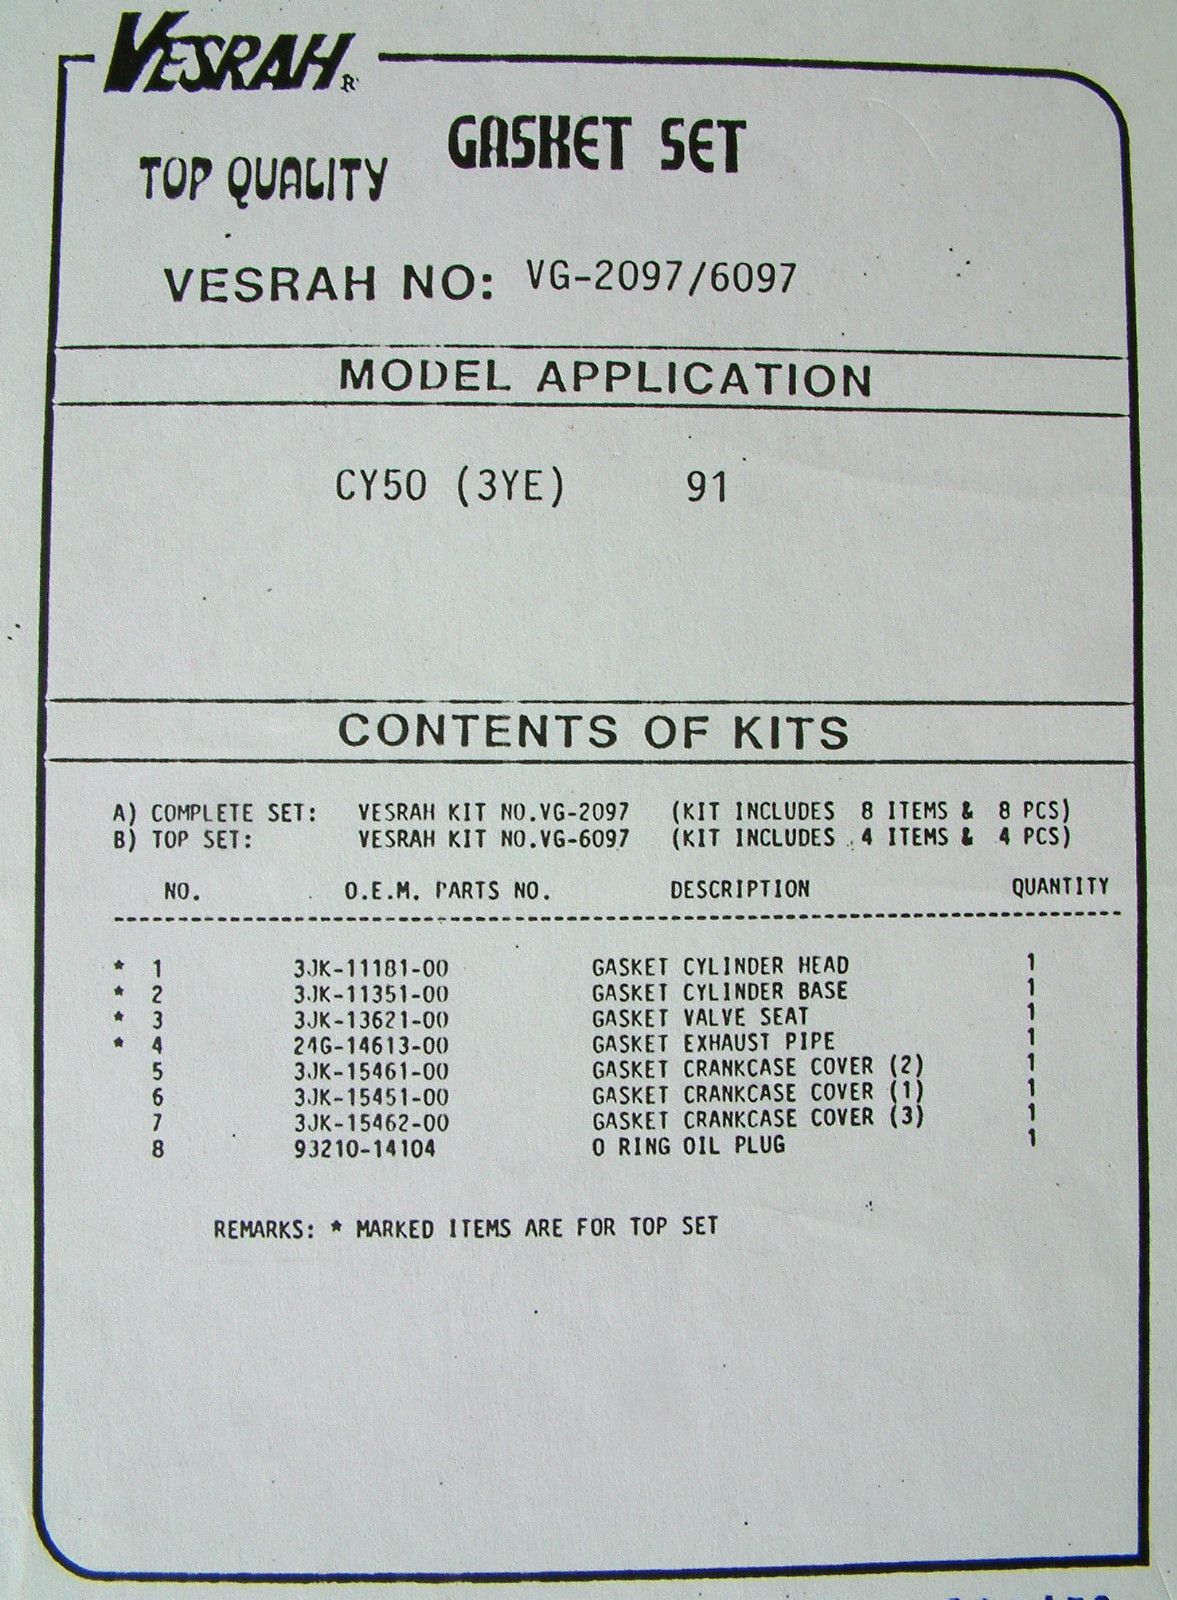 VESRAH R
GASKET SET
TOP QUALITY
VESRAH NO: VG-2097/6097
MODEL APPLICATION
CY50 (3YE) 91
CONTENTS OF KITS
A) COMPLETE SET: VESRAH KIT NO.VG-2097 (KIT INCLUDES 8 ITEMS & 8 PCS)
B) TOP SET: VESRAH KIT NO.VG-6097 (KIT INCLUDES 4 ITEMS & 4 PCS)
NO. O.E.M. PARTS NO. DESCRIPTION QUANTITY
* 1 3JK-11181-00 GASKET CYLINDER HEAD 1
* 2 3JK-11351-00 GASKET CYLINDER BASE 1
* 3 3JK-13621-00 GASKET VALVE SEAT 1
* 4 24G-14613-00 GASKET EXHAUST PIPE 1
5 3JK-15461-00 GASKET CRANKCASE COVER (2) 1
6 3JK-15451-00 GASKET CRANKCASE COVER (1) 1
7 3JK-15462-00 GASKET CRANKCASE COVER (3) 1
8 93210-14104 O RING OIL PLUG 1
REMARKS: * MARKED ITEMS ARE FOR TOP SET